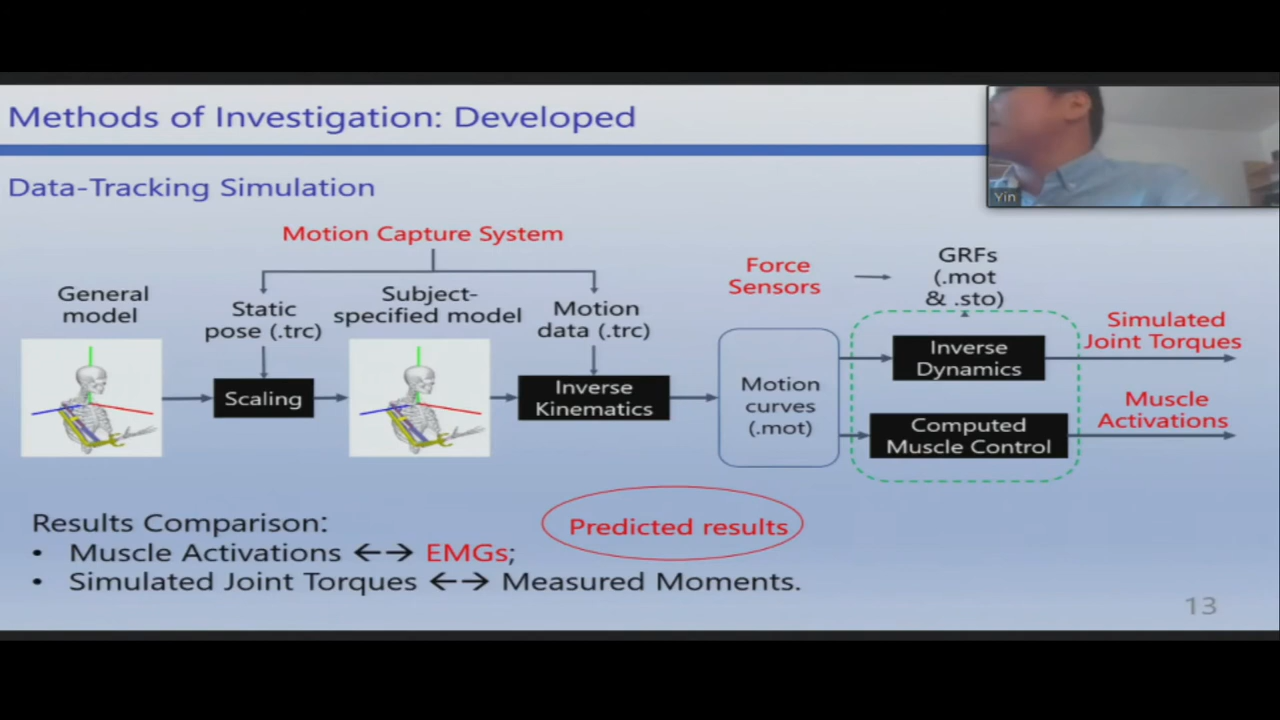 Methods of Investigation: Developed
Yin
Data-Tracking Simulation
Motion Capture System
Force
Sensors
GRFs
(.mot
& .sto)
General
model
Static
pose (.trc)
Subject-
specified model
Motion
data (.trc)
Scaling
Inverse
Kinematics
Motion
curves
(.mot)
Inverse
Dynamics
Computed
Muscle Control
Simulated
Joint Torques
Muscle
Activations
Results Comparison:
Predicted results
• Muscle Activations ←→ EMGs;
• Simulated Joint Torques ←→ Measured Moments.
13